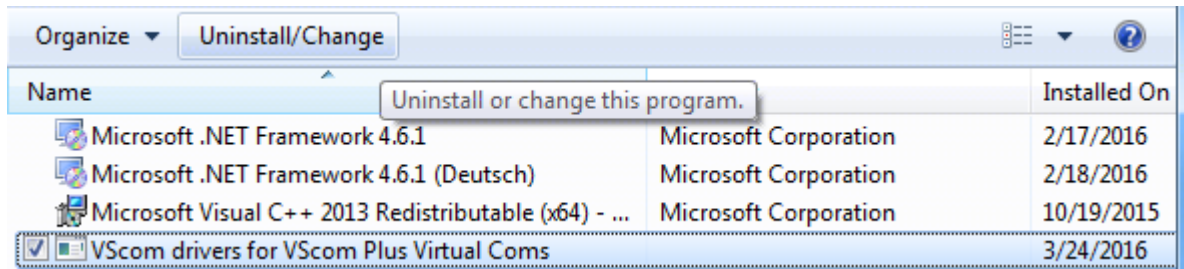 Organize Uninstall/Change
Name Installed On
Uninstall or change this program.
Microsoft .NET Framework 4.6.1 Microsoft Corporation 2/17/2016
Microsoft .NET Framework 4.6.1 (Deutsch) Microsoft Corporation 2/18/2016
Microsoft Visual C++ 2013 Redistributable (x64) - ... Microsoft Corporation 10/19/2015
VScom drivers for VScom Plus Virtual Coms 3/24/2016